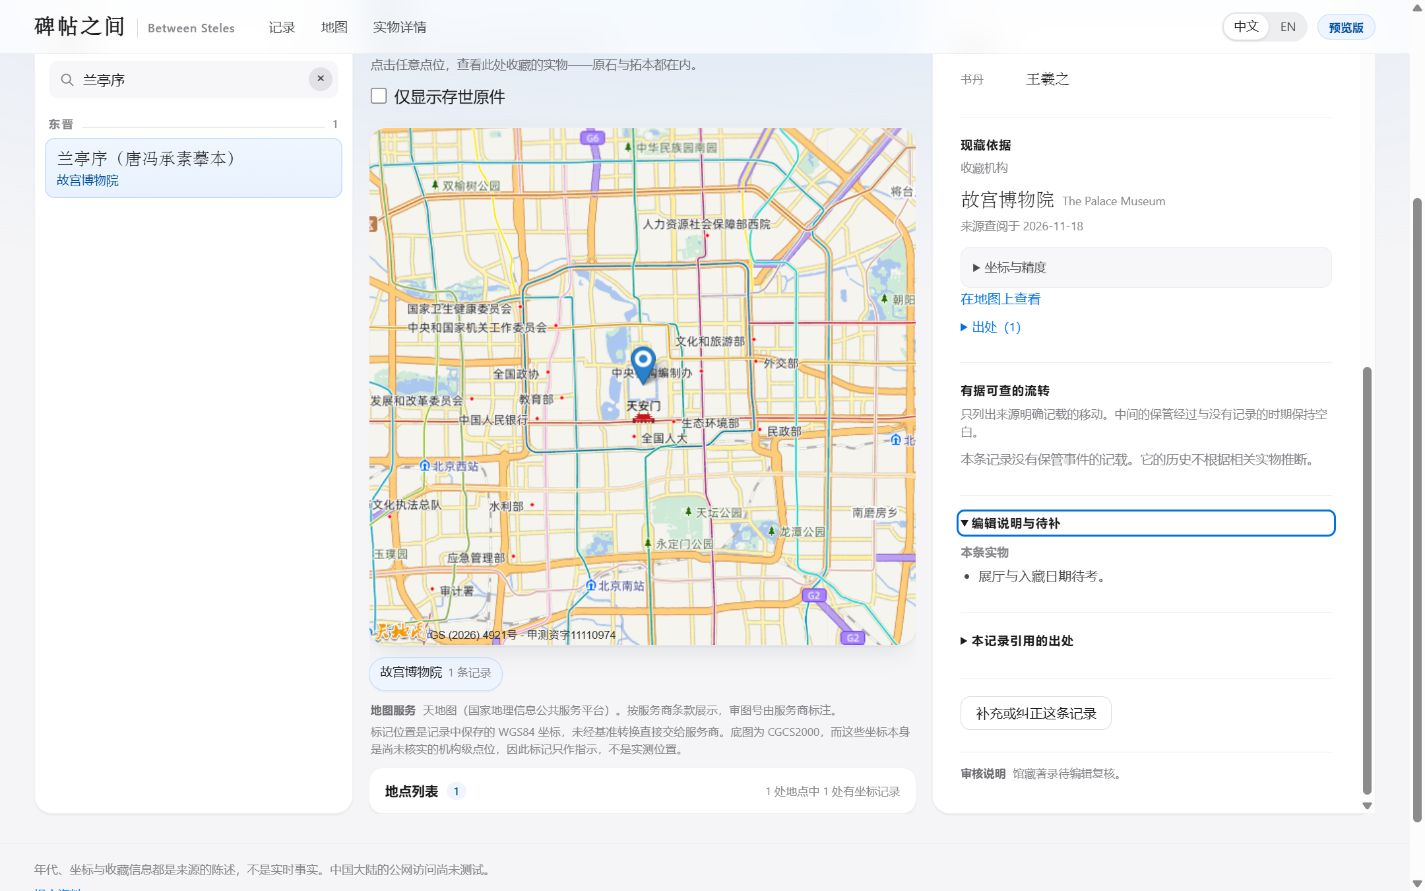 碑帖之间
Between Steles
记录
地图
实物详情
中文
EN
预览版
兰亭序
×
东晋
1
兰亭序（唐冯承素摹本）
故宫博物院
点击任意点位，查看此处收藏的实物——原石与拓本都在内。
仅显示存世原件
G6
中华民族园南园
双榆树公园
将台
人力资源社会保障部西院
朝阳
国家卫生健康委员会
中央和国家机关工作委员会
文化和旅游部
外交部
全国政协
中央
编制办
发展和改革委员会
教育部
天安门
中国人民银行
生态环境部
民政部
全国人大
北
北京西站
文化执法总队
水利部
天坛公园
南磨房乡
龙潭公园
永定门公园
玉璞园
应急管理部
审计署
北京南站
G2
G2
天地图
GS (2026) 4921号 - 甲测资字11110974
故宫博物院 1 条记录
地图服务 天地图（国家地理信息公共服务平台）。按服务商条款展示，审图号由服务商标注。
标记位置是记录中保存的 WGS84 坐标，未经基准转换直接交给服务商。底图为 CGCS2000，而这些坐标本身
是尚未核实的机构级点位，因此标记只作指示，不是实测位置。
地点列表 1
1 处地点中 1 处有坐标记录
书丹 王羲之
现藏依据
收藏机构
故宫博物院 The Palace Museum
来源查阅于 2026-11-18
坐标与精度
在地图上查看
出处（1）
有据可查的流转
只列出来源明确记载的移动。中间的保管经过与没有记录的时期保持空
白。
本条记录没有保管事件的记载。它的历史不根据相关实物推断。
编辑说明与待补
本条实物
• 展厅与入藏日期待考。
本记录引用的出处
补充或纠正这条记录
审核说明 馆藏著录待编辑复核。
年代、坐标与收藏信息都是来源的陈述，不是实时事实。中国大陆的公网访问尚未测试。